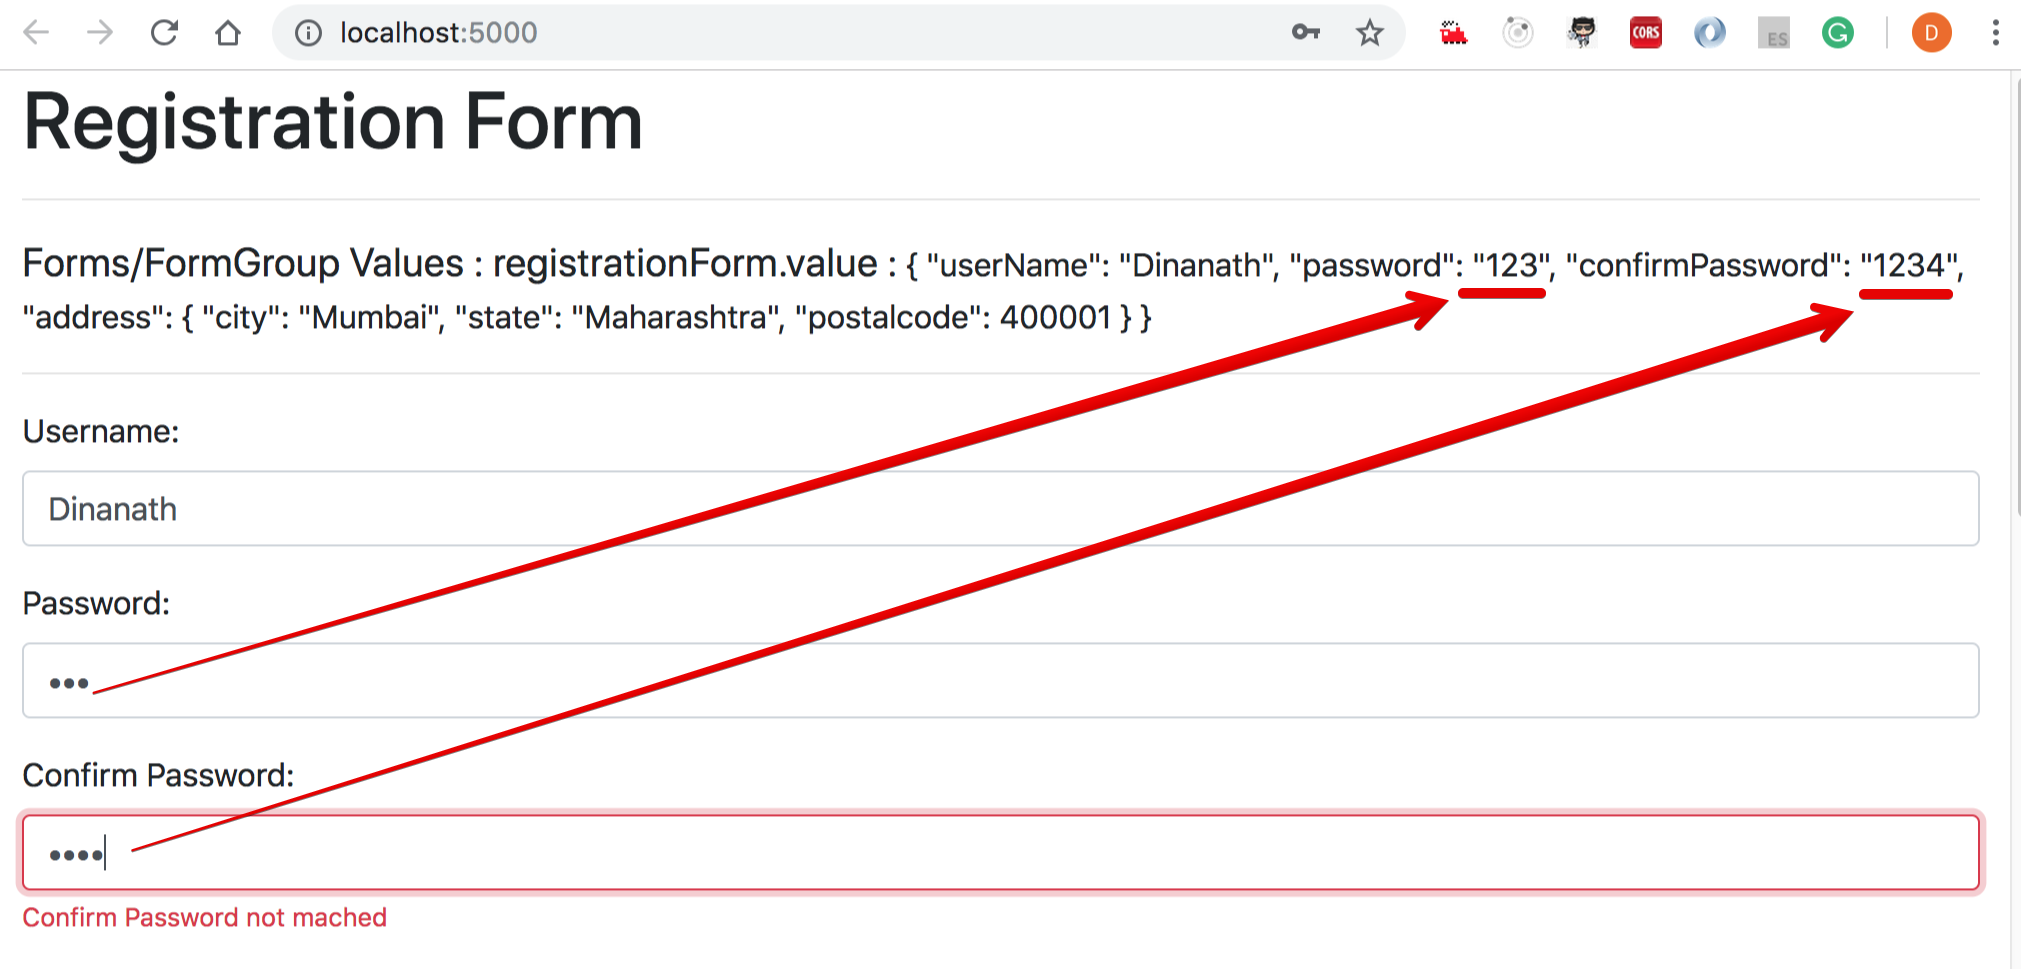 localhost:5000
CORS
ES
G
D
Registration Form
Forms/FormGroup Values : registrationForm.value : { "userName": "Dinanath", "password": "123", "confirmPassword": "1234",
"address": { "city": "Mumbai", "state": "Maharashtra", "postalcode": 400001 } }
Username:
Dinanath
Password:
Confirm Password:
Confirm Password not mached